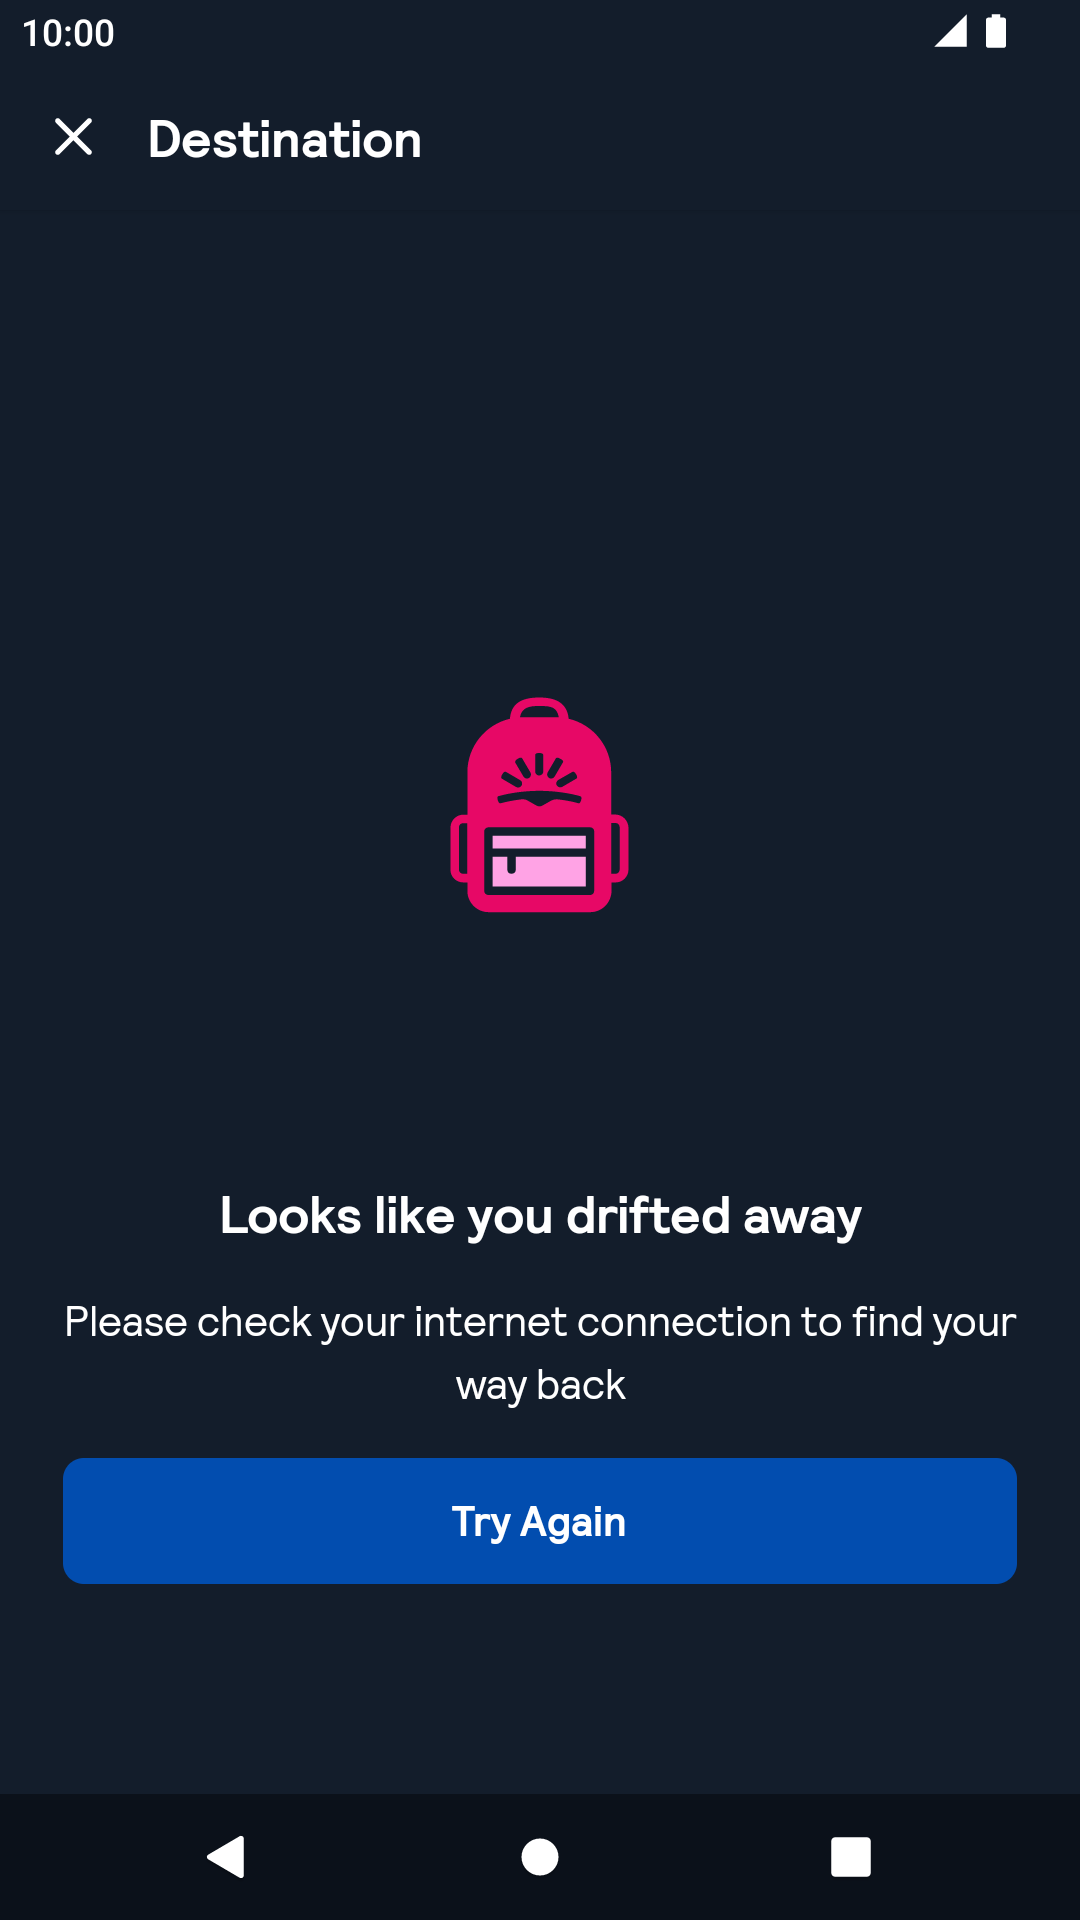 10:00
Destination
Looks like you drifted away
Please check your internet connection to find your
way back
Try Again